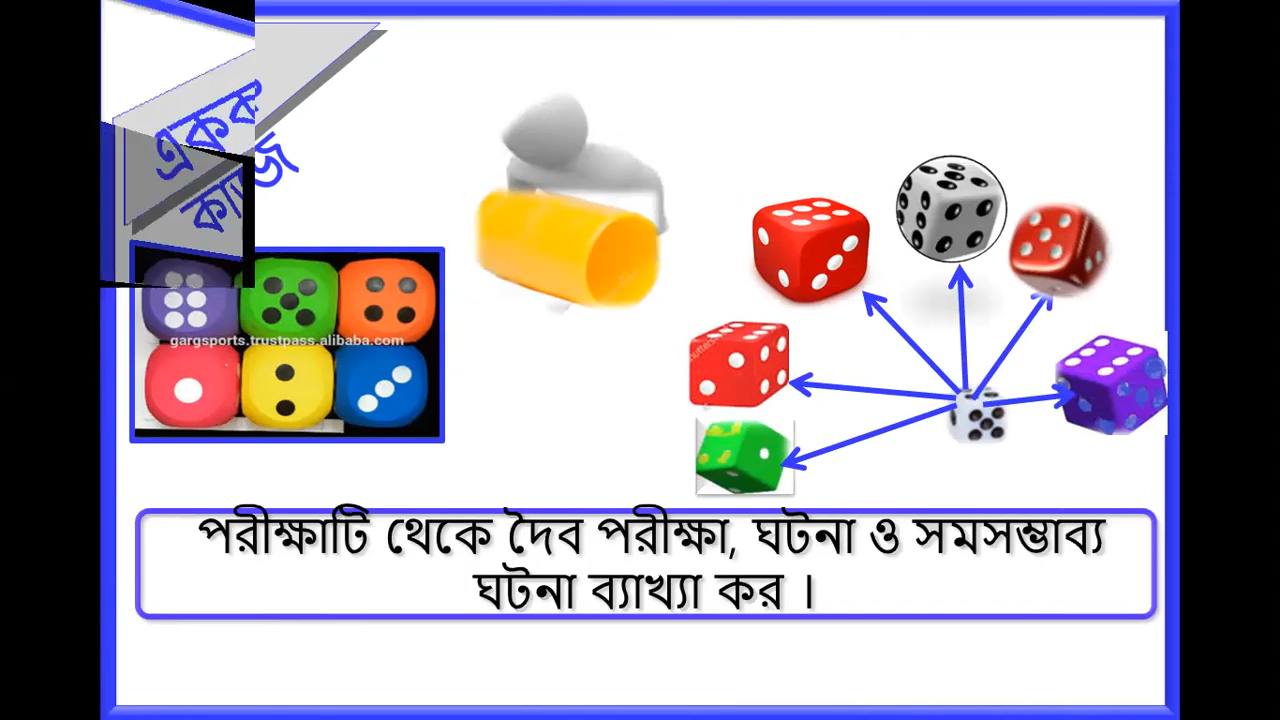 একক
কাজ
gargsports.trustpass.alibaba.com
পরীক্ষাটি থেকে দৈব পরীক্ষা, ঘটনা ও সমসম্ভাব্য
ঘটনা ব্যাখ্যা কর ।